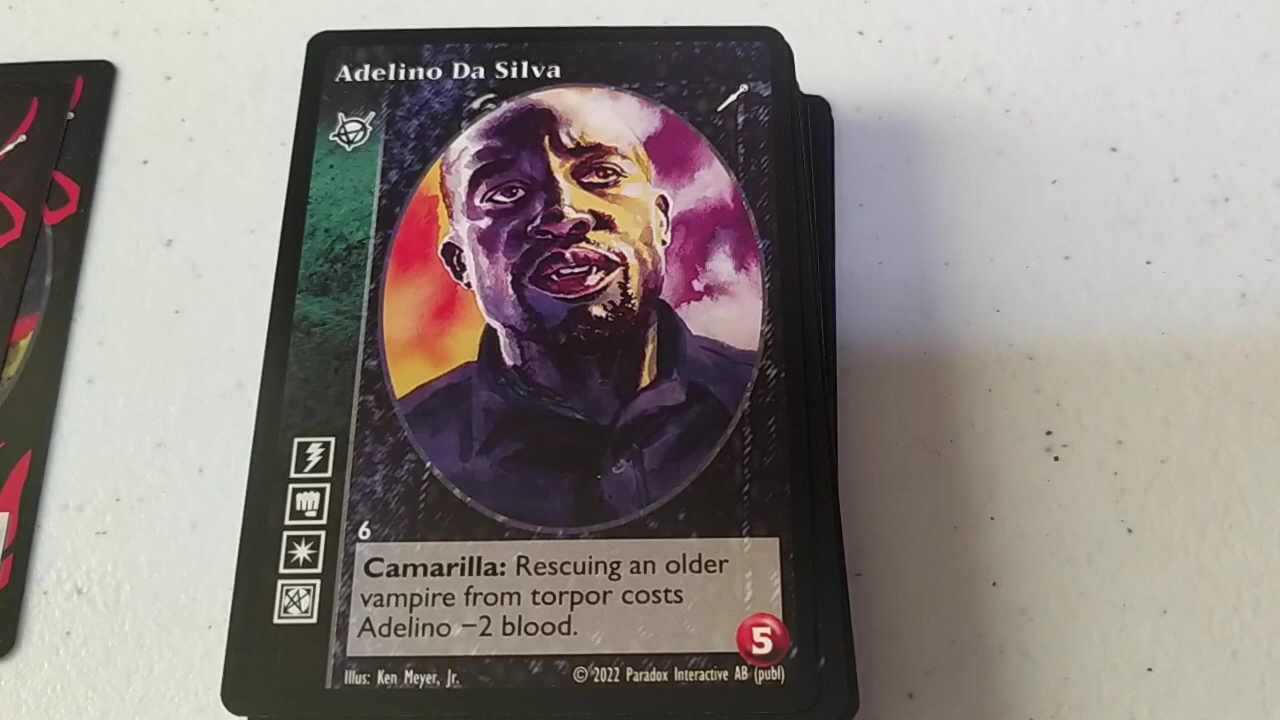 Adelino Da Silva
6
Camarilla: Rescuing an older
vampire from torpor costs
Adelino −2 blood.
5
Illus: Ken Meyer, Jr.
© 2022 Paradox Interactive AB (publ)